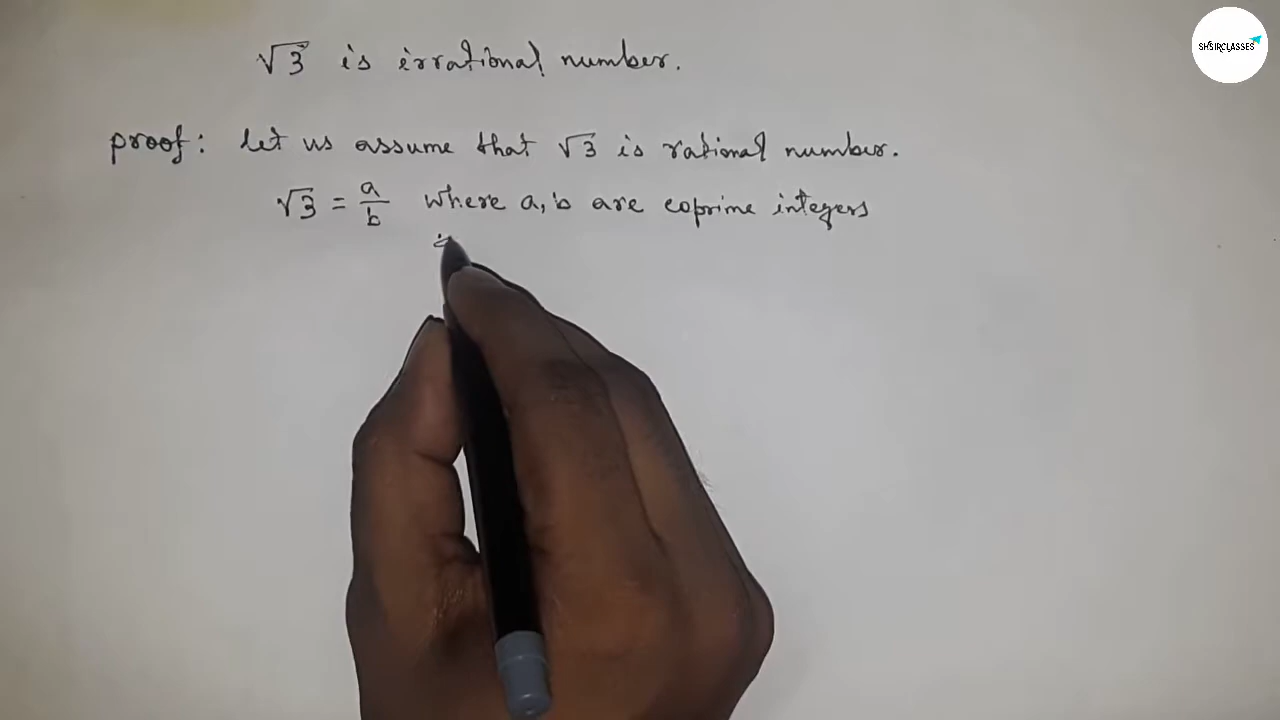 SHSIRCLASSES
√3 is irrational number.
proof: let us assume that √3 is rational number.
√3 = a/b where a, b are coprime integers